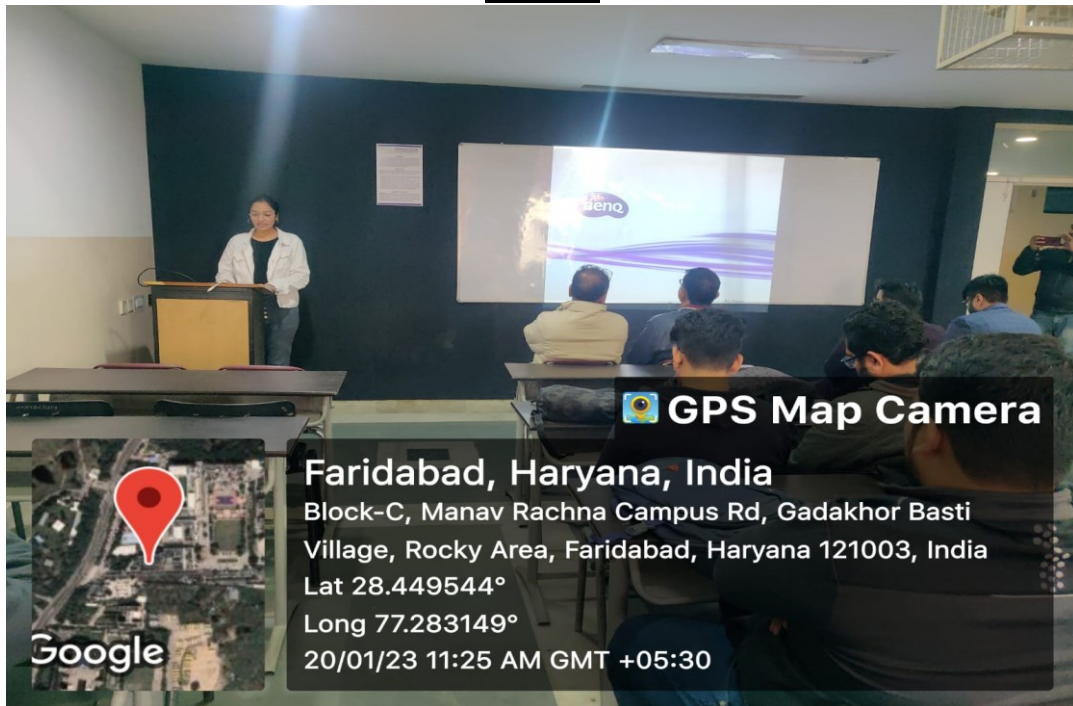 BenQ
GPS Map Camera
Faridabad, Haryana, India
Block-C, Manav Rachna Campus Rd, Gadakhor Basti
Village, Rocky Area, Faridabad, Haryana 121003, India
Lat 28.449544°
Long 77.283149°
20/01/23 11:25 AM GMT +05:30
Google